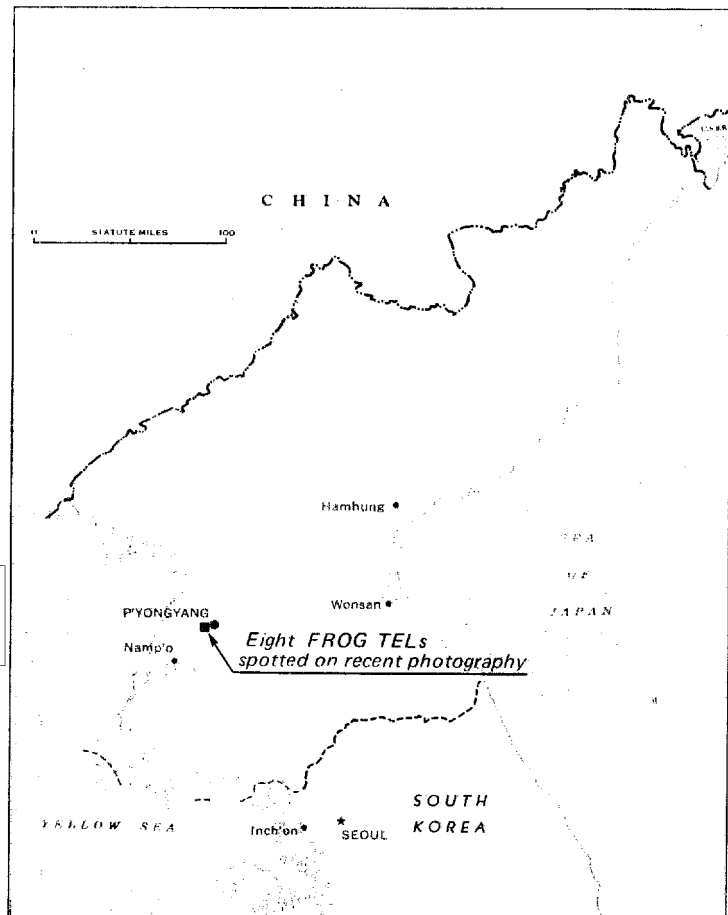 U.S.S.R.
C H I N A
0 STATUTE MILES 100
Hamhung
SEA
OF
JAPAN
Wonsan
P'YONGYANG
Eight FROG TELs
spotted on recent photography
Namp'o
SOUTH
KOREA
YELLOW SEA
Inch'on
SEOUL